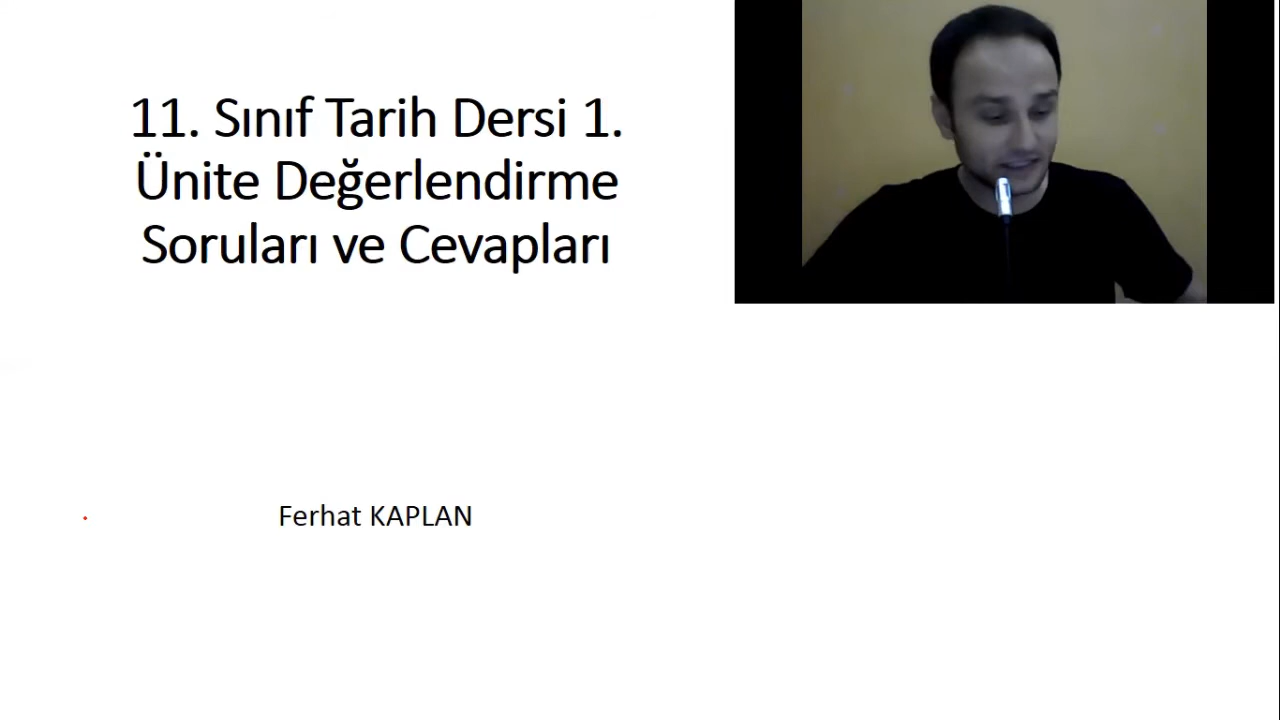 11. Sınıf Tarih Dersi 1.
Ünite Değerlendirme
Soruları ve Cevapları
Ferhat KAPLAN